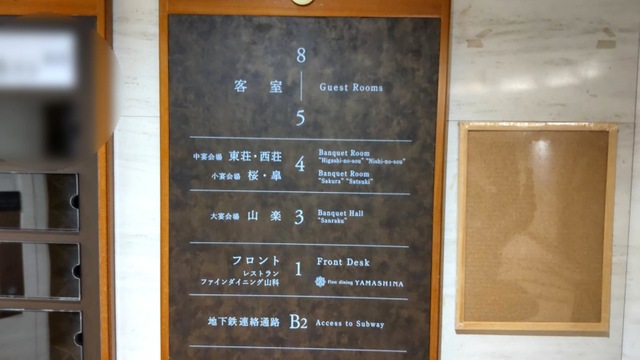 8
客室 Guest Rooms
5
中宴会場 東荘・西荘 4 Banquet Room
"Higashi-no-sou" "Nishi-no-sou"
小宴会場 桜・皐 Banquet Room
"Sakura" "Satsuki"
大宴会場 山楽 3 Banquet Hall
"Sanraku"
フロント 1 Front Desk
レストラン
ファインダイニング山科 fine dining YAMASHINA
地下鉄連絡通路 B2 Access to Subway